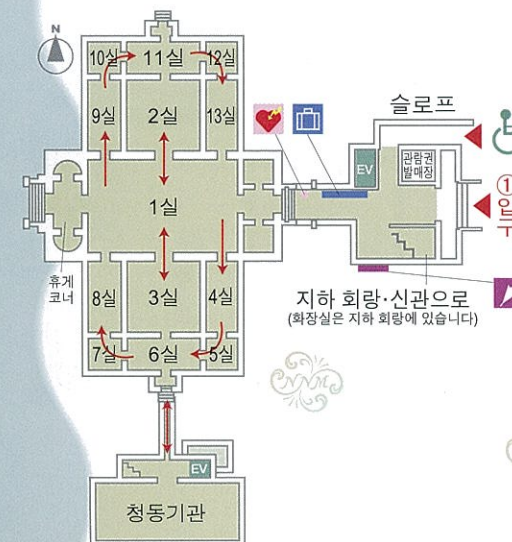 N
10실
11실
12실
9실
2실
13실
슬로프
EV
관람권
발매장
①
입
1실
휴게
코너
8실
3실
4실
지하 회랑·신관으로
(화장실은 지하 회랑에 있습니다)
7실
6실
5실
EV
청동기관